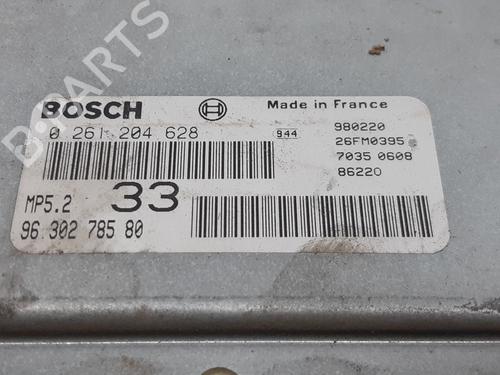 B-PARTS
BOSCH
Made in France
0 261 204 628
944
980220
26FM0395
7035 0608
86220
MP5.2
33
96 302 785 80